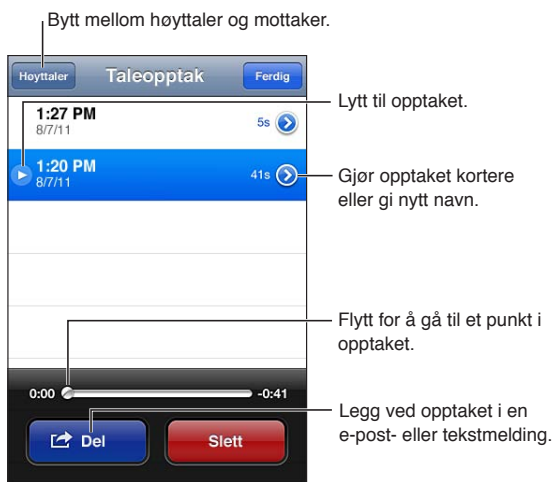 Bytt mellom høyttaler og mottaker.
Høyttaler Taleopptak Ferdig
1:27 PM
8/7/11
5s
Lytt til opptaket.
1:20 PM
8/7/11
41s
Gjør opptaket kortere
eller gi nytt navn.
Flytt for å gå til et punkt i
opptaket.
0:00 -0:41
Legg ved opptaket i en
e-post- eller tekstmelding.
Del Slett